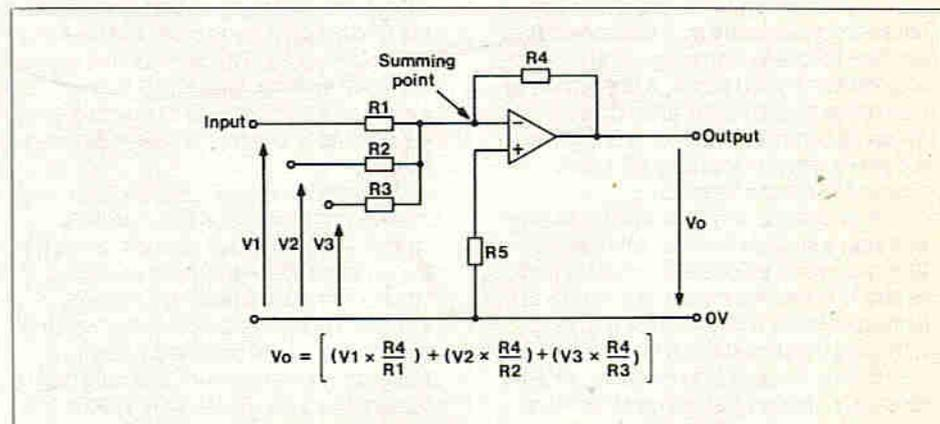 Summing
point
R4
Input
R1
R2
R3
−
+
Output
V1
V2
V3
R5
Vo
OV
Vo = [ (V1 × R4/R1) + (V2 × R4/R2) + (V3 × R4/R3) ]